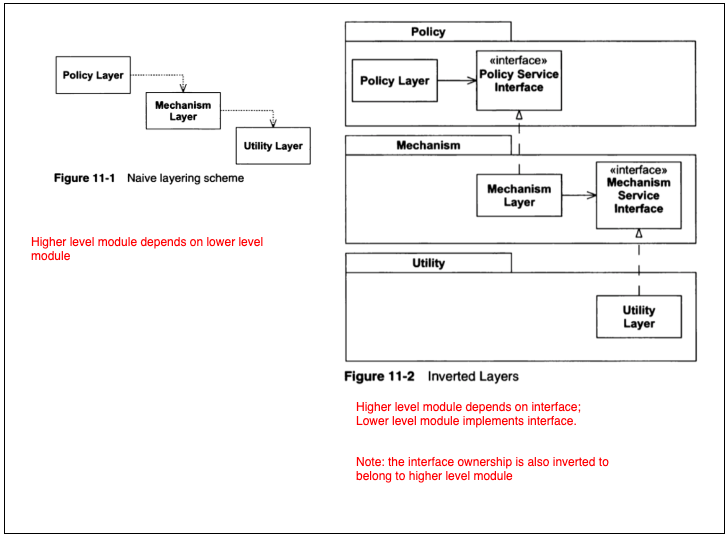 Policy Layer
Mechanism
Layer
Utility Layer
Figure 11-1 Naive layering scheme
Higher level module depends on lower level
module
Policy
Policy Layer
«interface»
Policy Service
Interface
Mechanism
Mechanism
Layer
«interface»
Mechanism
Service
Interface
Utility
Utility
Layer
Figure 11-2 Inverted Layers
Higher level module depends on interface;
Lower level module implements interface.
Note: the interface ownership is also inverted to
belong to higher level module